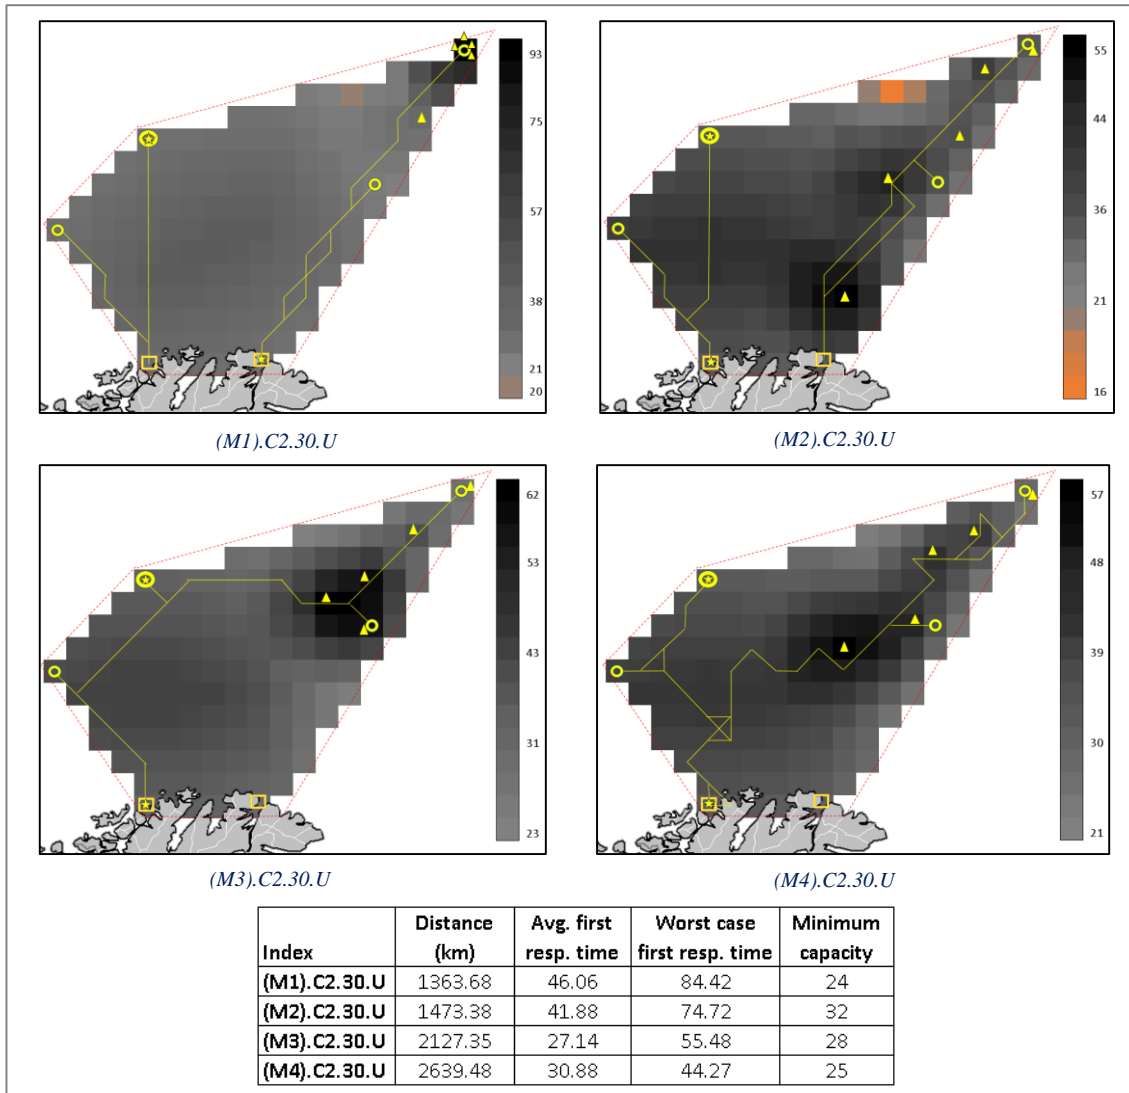 93
75
57
38
21
20
(M1).C2.30.U
55
44
36
21
16
(M2).C2.30.U
62
53
43
31
23
(M3).C2.30.U
57
48
39
30
21
(M4).C2.30.U
Index Distance (km) Avg. first resp. time Worst case first resp. time Minimum capacity
(M1).C2.30.U 1363.68 46.06 84.42 24
(M2).C2.30.U 1473.38 41.88 74.72 32
(M3).C2.30.U 2127.35 27.14 55.48 28
(M4).C2.30.U 2639.48 30.88 44.27 25